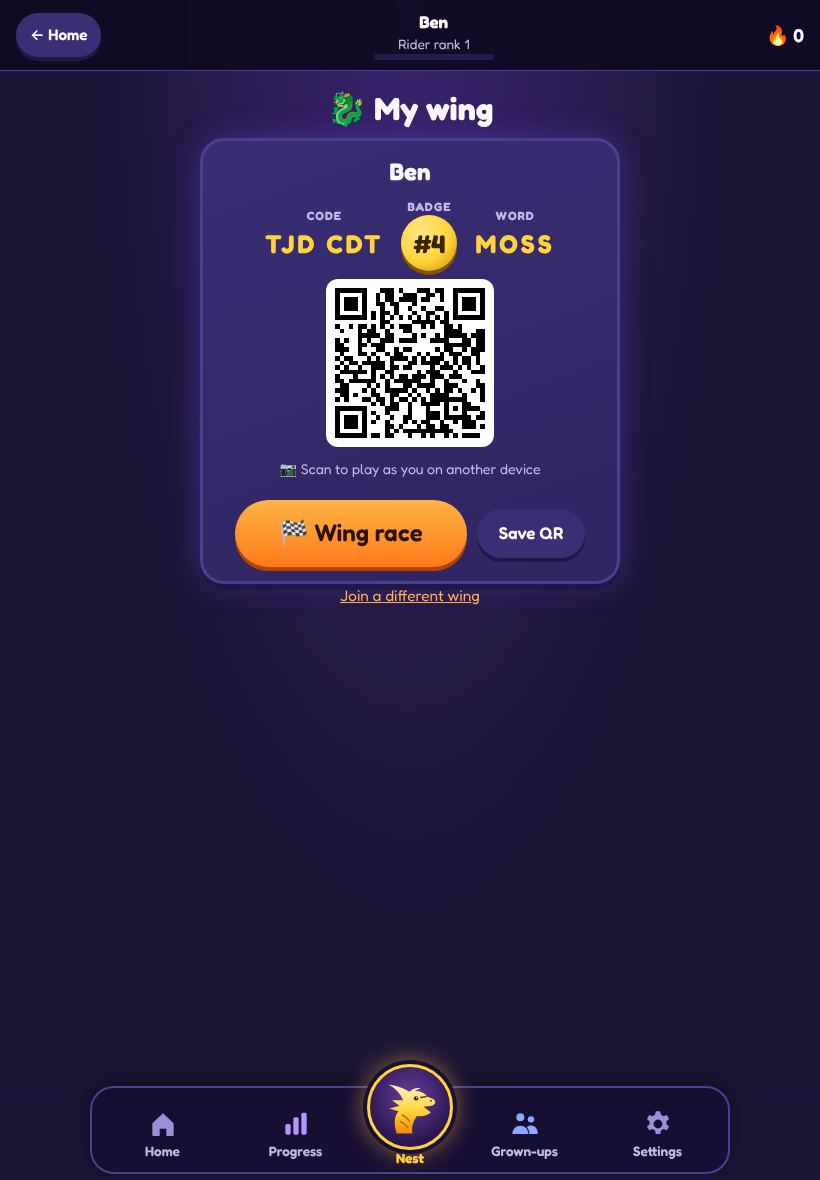 ← Home
Ben
Rider rank 1
0
My wing
Ben
CODE
BADGE
WORD
TJD CDT
#4
MOSS
Scan to play as you on another device
Wing race
Save QR
Join a different wing
Home
Progress
Nest
Grown-ups
Settings